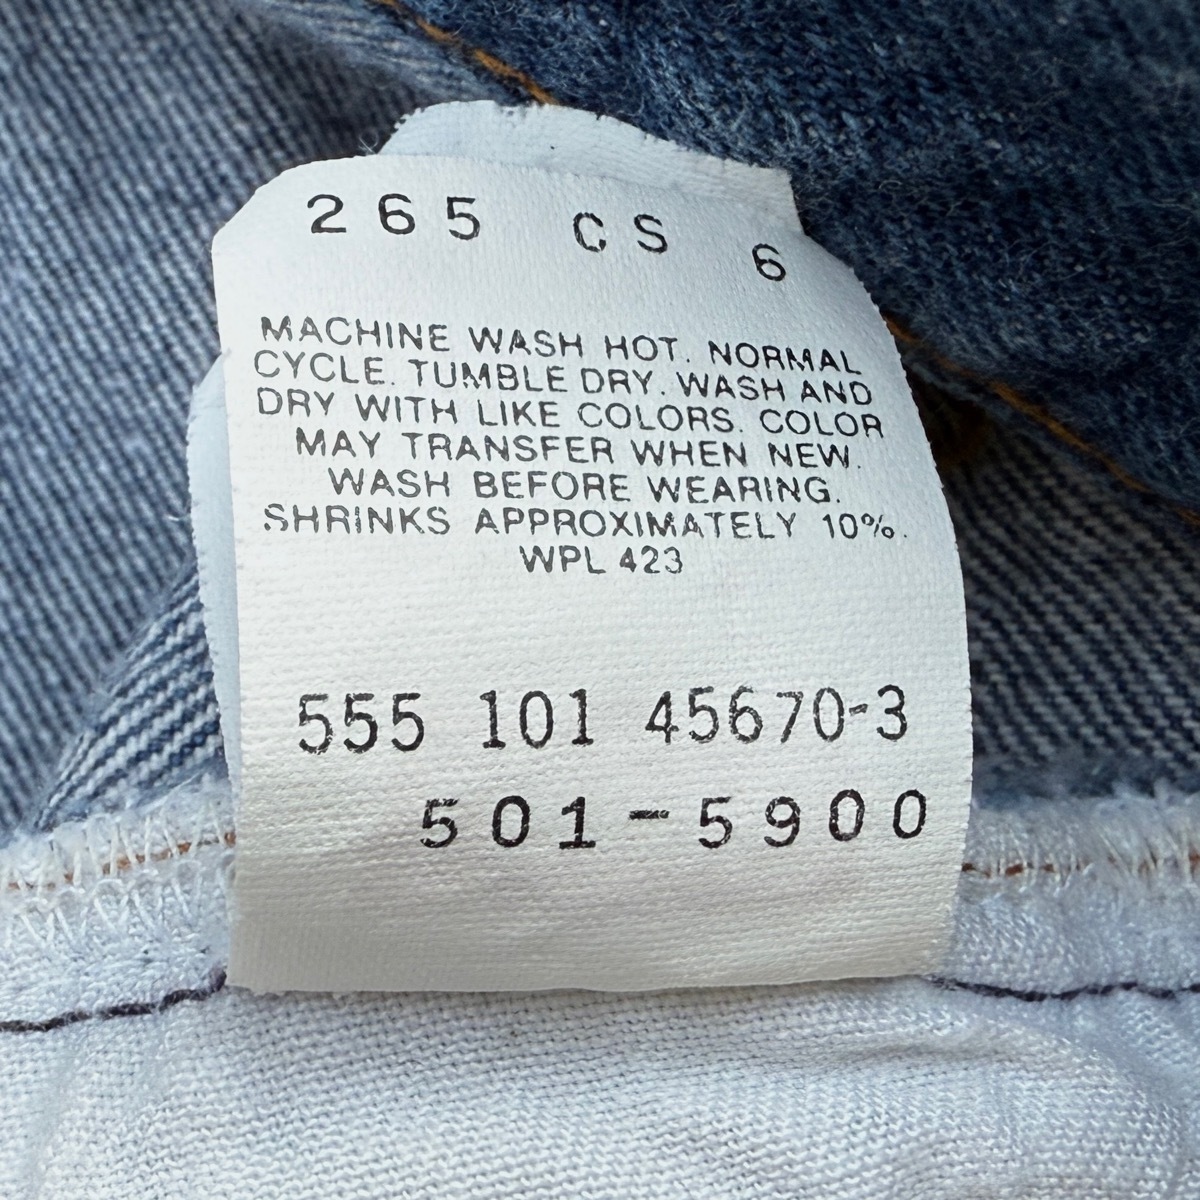 265 CS 6
MACHINE WASH HOT. NORMAL
CYCLE. TUMBLE DRY. WASH AND
DRY WITH LIKE COLORS. COLOR
MAY TRANSFER WHEN NEW.
WASH BEFORE WEARING.
SHRINKS APPROXIMATELY 10%.
WPL 423
555 101 45670-3
501-5900